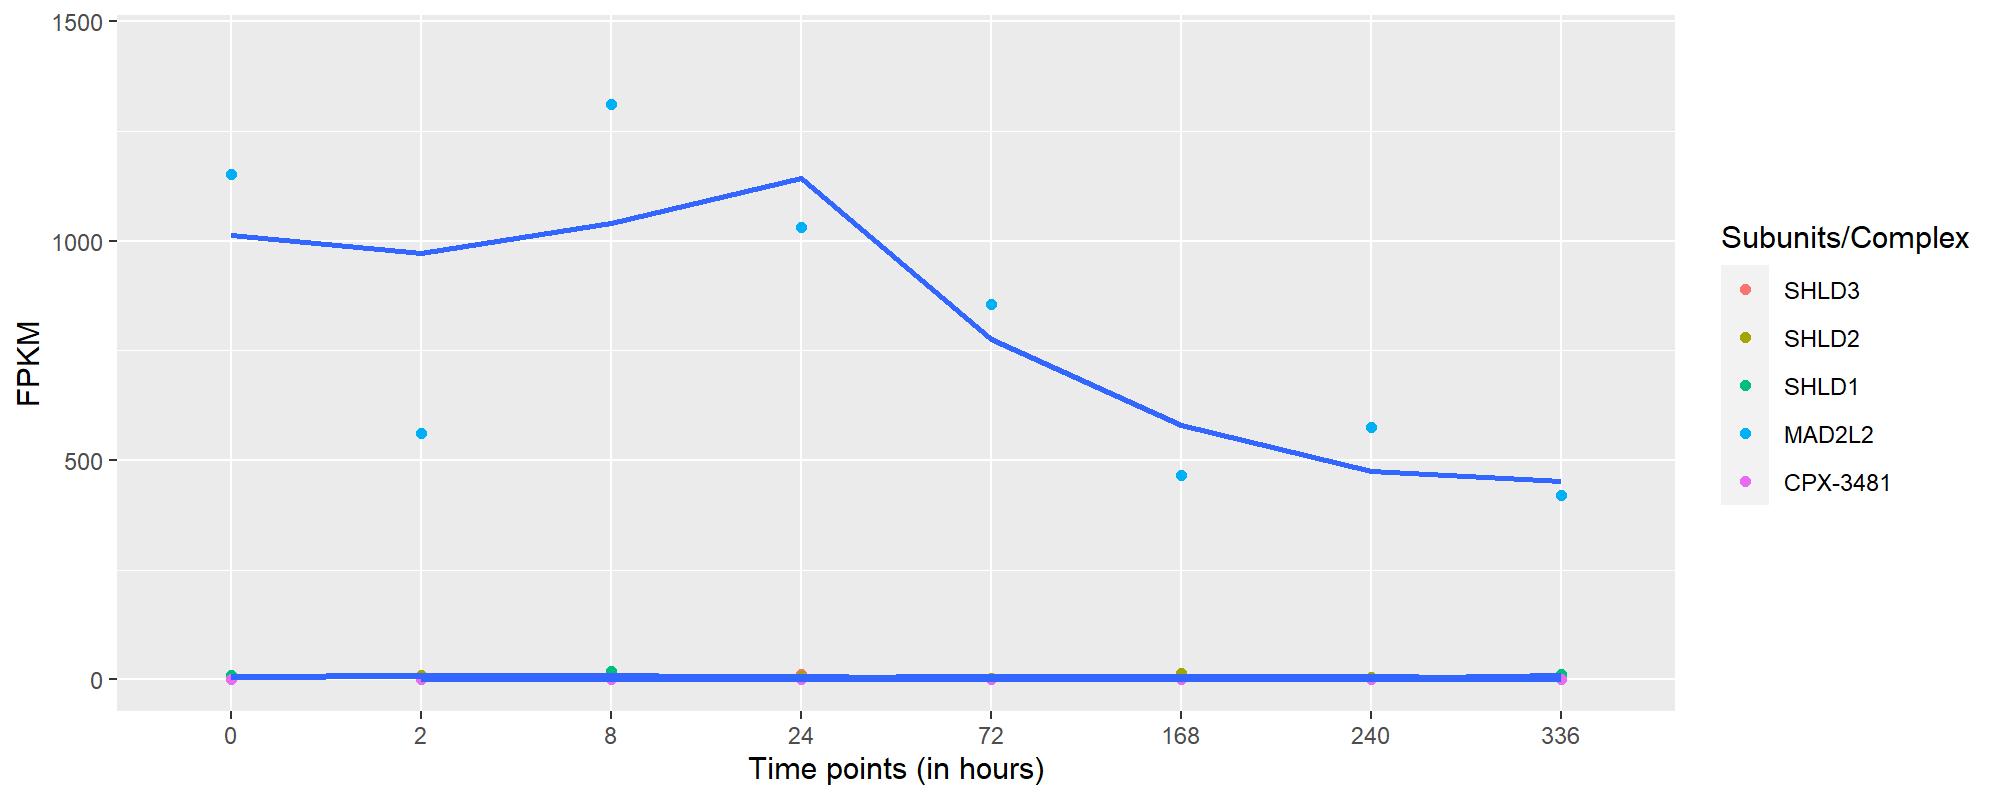 1500
1000
500
0
FPKM
0 2 8 24 72 168 240 336
Time points (in hours)
Subunits/Complex
SHLD3
SHLD2
SHLD1
MAD2L2
CPX-3481